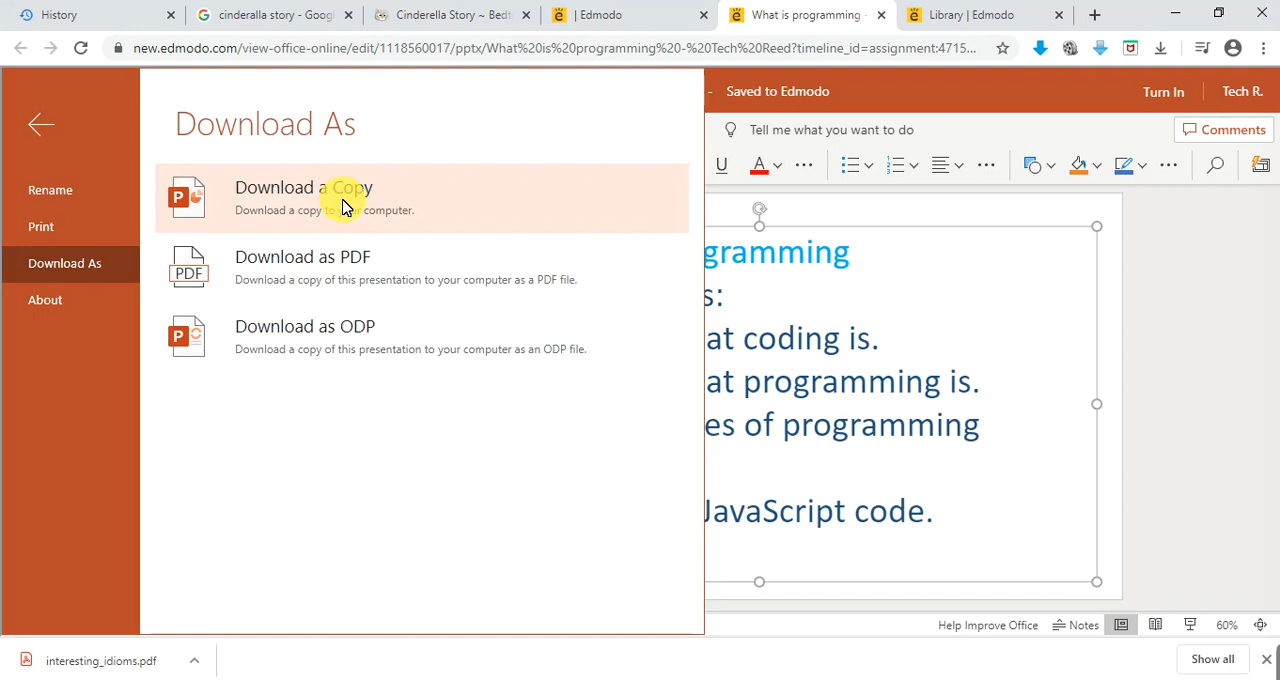 History
cinderalla story - Goog
Cinderella Story ~ Bedt
| Edmodo
What is programming -
Library | Edmodo
new.edmodo.com/view-office-online/edit/1118560017/pptx/What%20is%20programming%20-%20Tech%20Reed?timeline_id=assignment:4715...
- Saved to Edmodo
Turn In
Tech R.
Download As
Tell me what you want to do
Comments
Rename
Print
Download As
About
Download a Copy
Download a copy to your computer.
PDF
Download as PDF
Download a copy of this presentation to your computer as a PDF file.
Download as ODP
Download a copy of this presentation to your computer as an ODP file.
gramming
s:
at coding is.
at programming is.
es of programming
JavaScript code.
Help Improve Office
Notes
60%
interesting_idioms.pdf
Show all